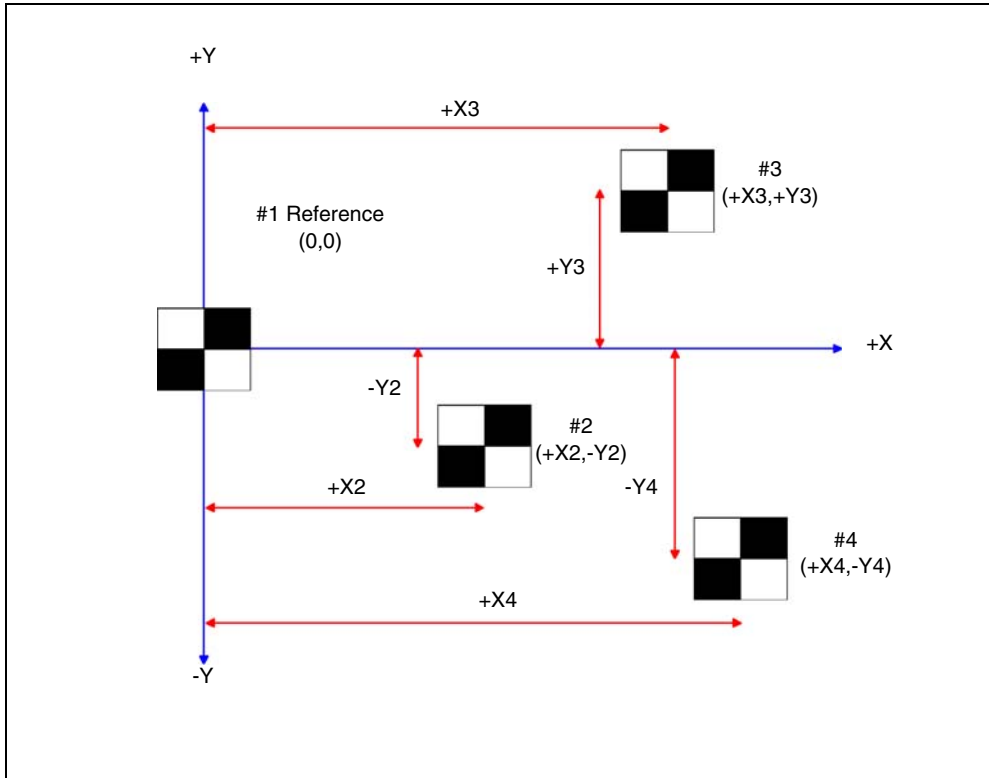 +Y
+X3
#3
(+X3,+Y3)
#1 Reference
(0,0)
+Y3
+X
-Y2
#2
(+X2,-Y2)
+X2
-Y4
#4
(+X4,-Y4)
+X4
-Y